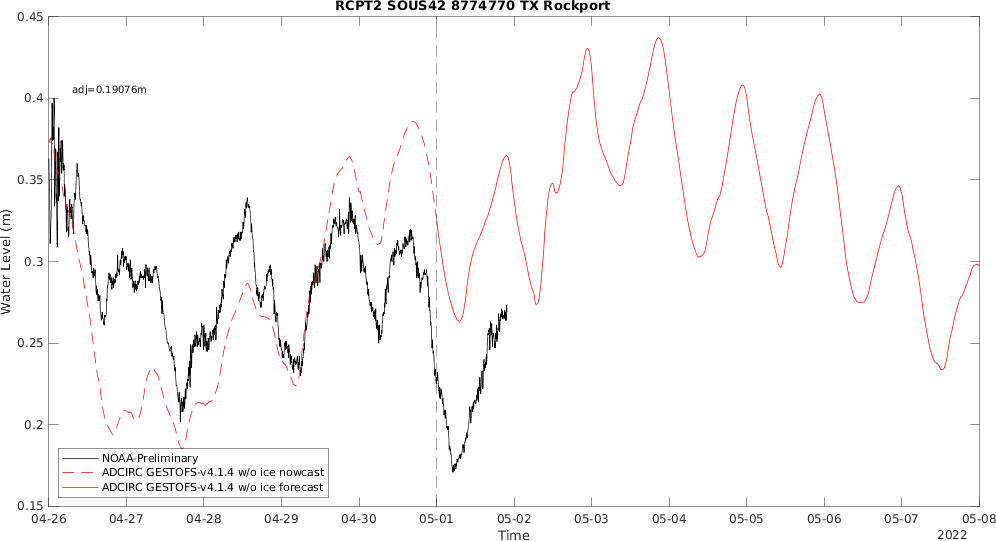 RCPT2 SOUS42 8774770 TX Rockport
0.45
adj=0.19076m
0.4
0.35
0.3
0.25
0.2
0.15
Water Level (m)
NOAA-Preliminary
ADCIRC GESTOFS-v4.1.4 w/o ice nowcast
ADCIRC GESTOFS-v4.1.4 w/o ice forecast
04-26 04-27 04-28 04-29 04-30 05-01 05-02 05-03 05-04 05-05 05-06 05-07 05-08
Time
2022